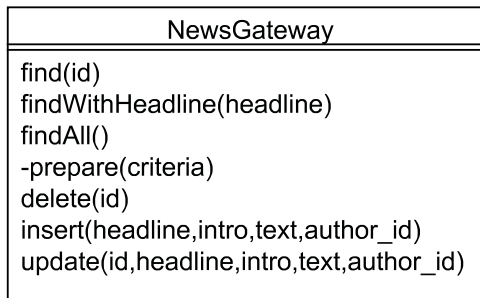 NewsGateway
find(id)
findWithHeadline(headline)
findAll()
-prepare(criteria)
delete(id)
insert(headline,intro,text,author_id)
update(id,headline,intro,text,author_id)